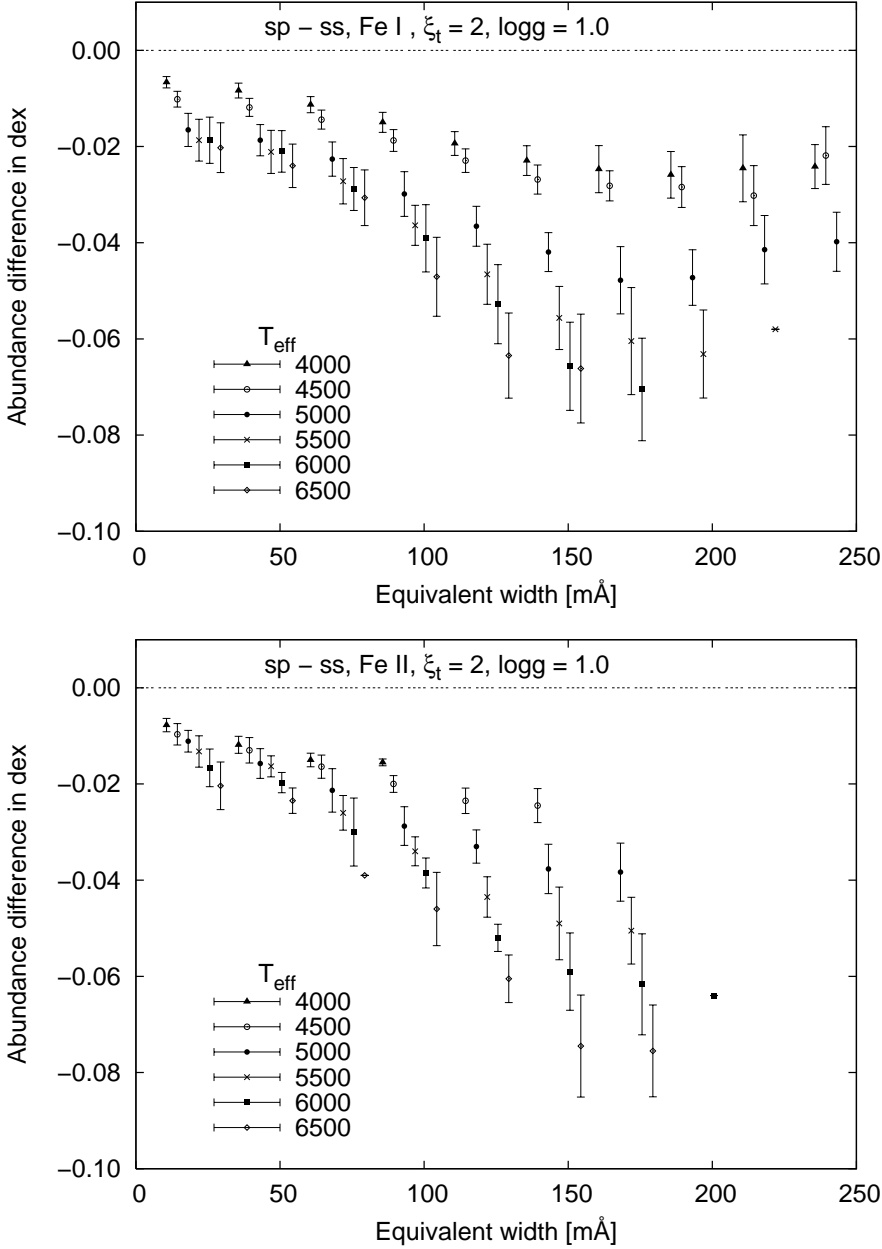 sp − ss, Fe I , ξt = 2, logg = 1.0
0.00
−0.02
−0.04
−0.06
−0.08
−0.10
Abundance difference in dex
Teff
4000
4500
5000
5500
6000
6500
0 50 100 150 200 250
Equivalent width [mÅ]
sp − ss, Fe II, ξt = 2, logg = 1.0
0.00
−0.02
−0.04
−0.06
−0.08
−0.10
Abundance difference in dex
Teff
4000
4500
5000
5500
6000
6500
0 50 100 150 200 250
Equivalent width [mÅ]